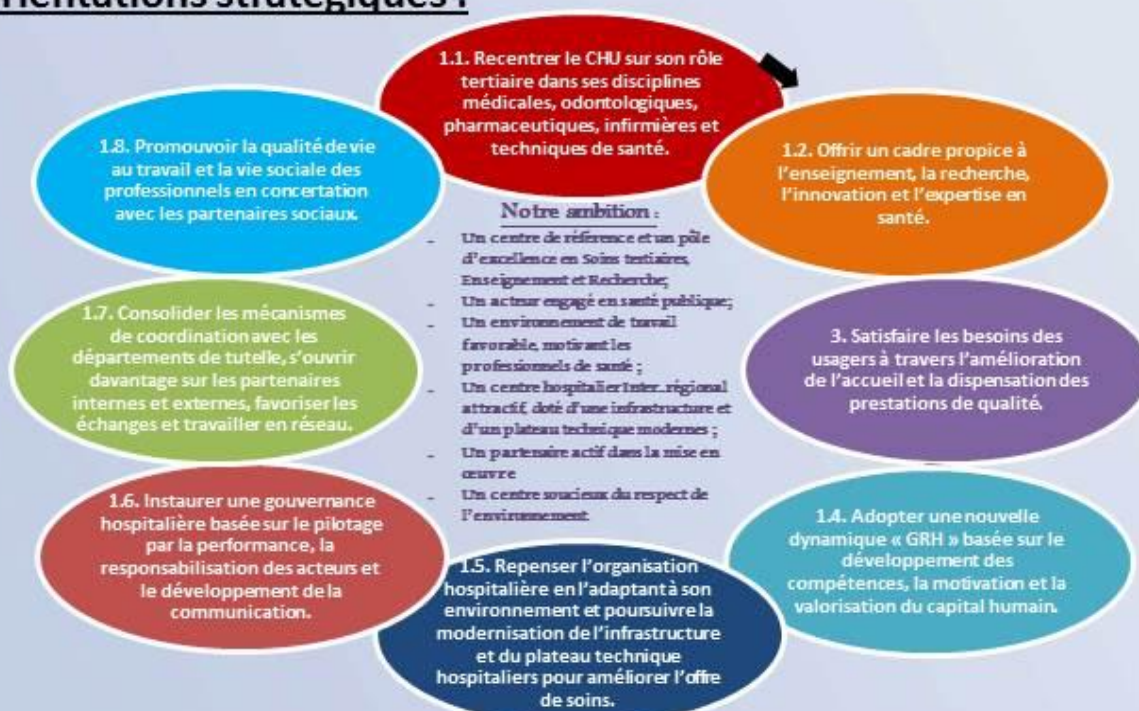 rientations stratégiques :
1.1. Recentrer le CHU sur son rôle
tertiaire dans ses disciplines
médicales, odontologiques,
pharmaceutiques, infirmières et
techniques de santé.
1.2. Offrir un cadre propice à
l'enseignement, la recherche,
l'innovation et l'expertise en
santé.
3. Satisfaire les besoins des
usagers à travers l'amélioration
de l'accueil et la dispensation des
prestations de qualité.
1.4. Adopter une nouvelle
dynamique « GRH » basée sur le
développement des
compétences, la motivation et la
valorisation du capital humain.
1.5. Repenser l'organisation
hospitalière en l'adaptant à son
environnement et poursuivre la
modernisation de l'infrastructure
et du plateau technique
hospitaliers pour améliorer l'offre
de soins.
1.6. Instaurer une gouvernance
hospitalière basée sur le pilotage
par la performance, la
responsabilisation des acteurs et
le développement de la
communication.
1.7. Consolider les mécanismes
de coordination avec les
départements de tutelle, s'ouvrir
davantage sur les partenaires
internes et externes, favoriser les
échanges et travailler en réseau.
1.8. Promouvoir la qualité de vie
au travail et la vie sociale des
professionnels en concertation
avec les partenaires sociaux.
Notre ambition :
- Un centre de référence et un pôle
d'excellence en Soins tertiaires,
Enseignement et Recherche;
- Un acteur engagé en santé publique;
- Un environnement de travail
favorable, motivant les
professionnels de santé ;
- Un centre hospitalier Inter_régional
attractif, doté d'une infrastructure et
d'un plateau technique modernes ;
- Un partenaire actif dans la mise en
œuvre
- Un centre soucieux du respect de
l'environnement